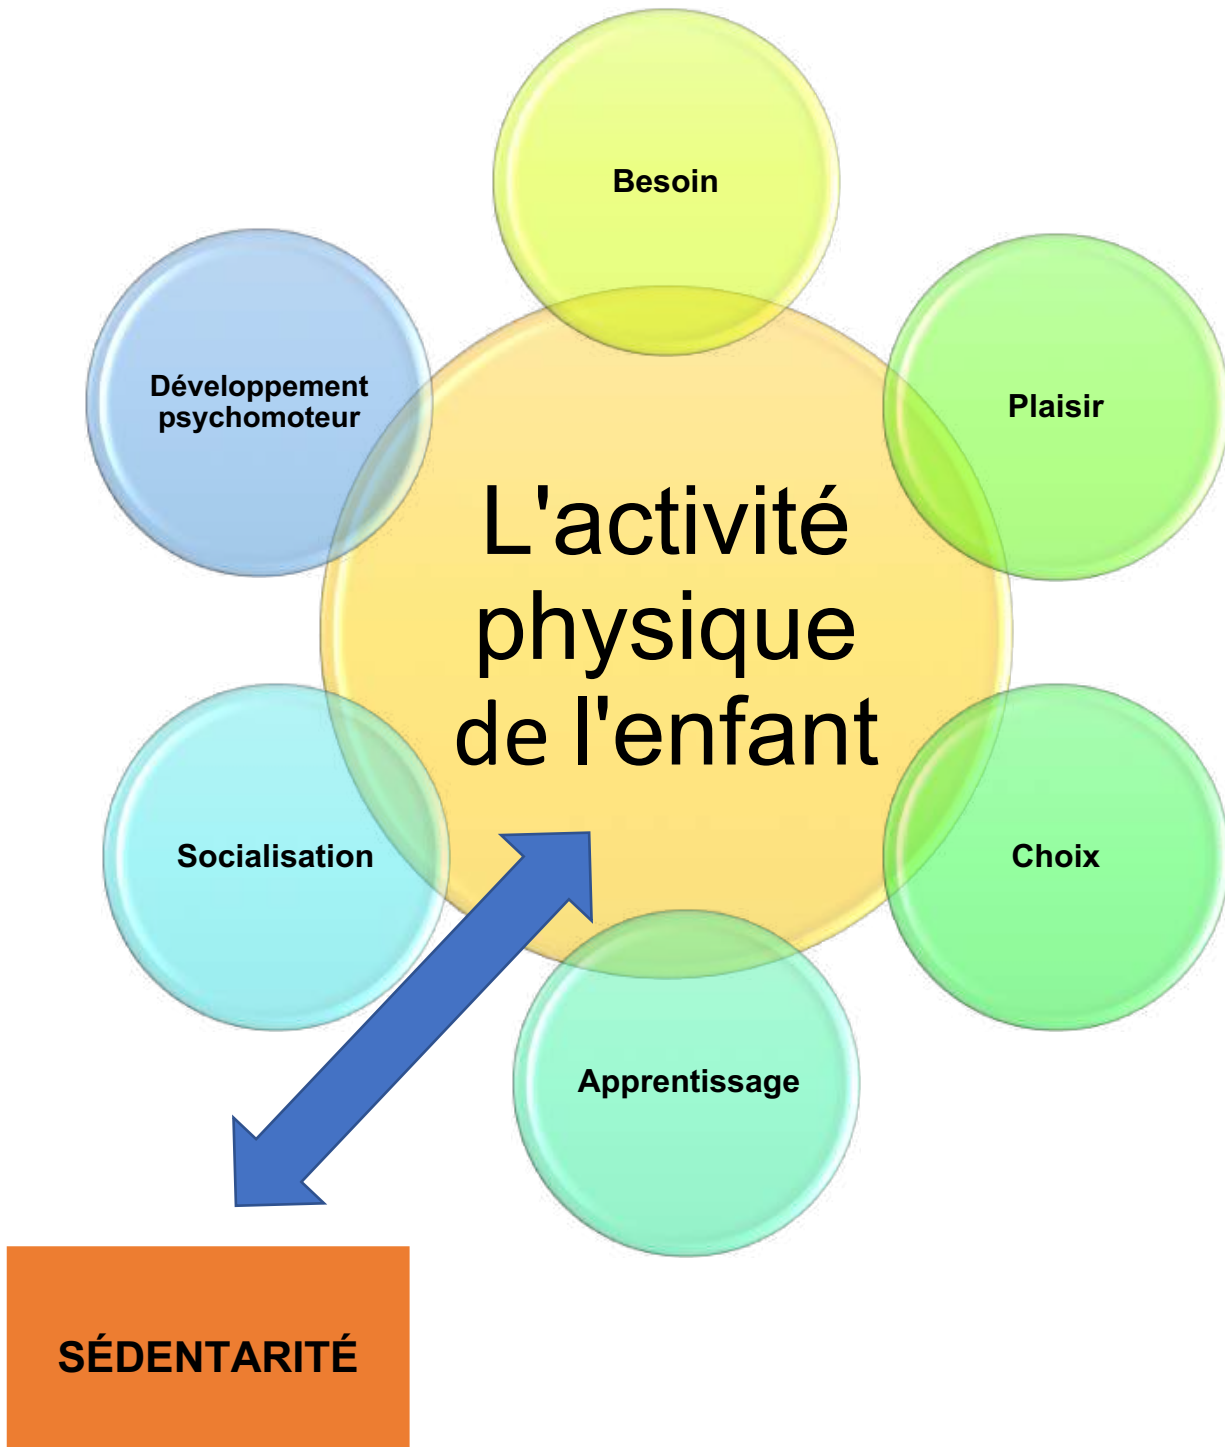 Besoin
Développement
psychomoteur
Plaisir
L'activité
physique
de l'enfant
Socialisation
Choix
Apprentissage
SÉDENTARITÉ